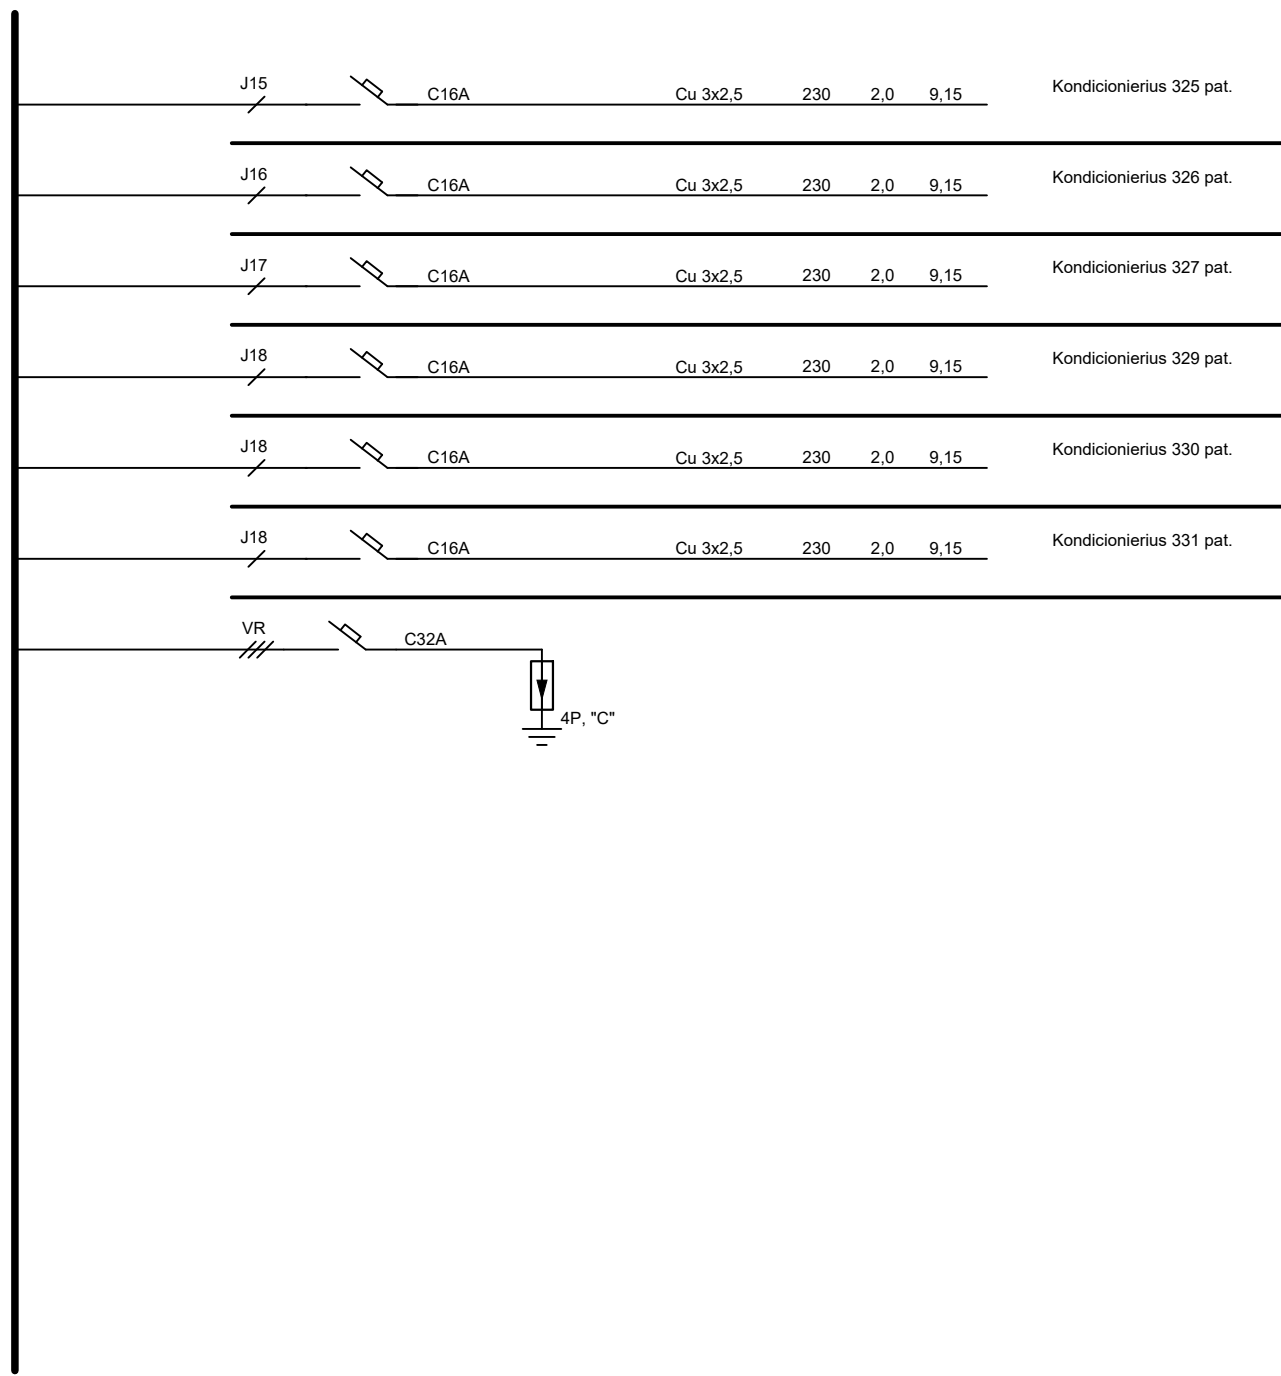 J15 C16A Cu 3x2,5 230 2,0 9,15 Kondicionierius 325 pat.
J16 C16A Cu 3x2,5 230 2,0 9,15 Kondicionierius 326 pat.
J17 C16A Cu 3x2,5 230 2,0 9,15 Kondicionierius 327 pat.
J18 C16A Cu 3x2,5 230 2,0 9,15 Kondicionierius 329 pat.
J18 C16A Cu 3x2,5 230 2,0 9,15 Kondicionierius 330 pat.
J18 C16A Cu 3x2,5 230 2,0 9,15 Kondicionierius 331 pat.
VR C32A
4P, "C"